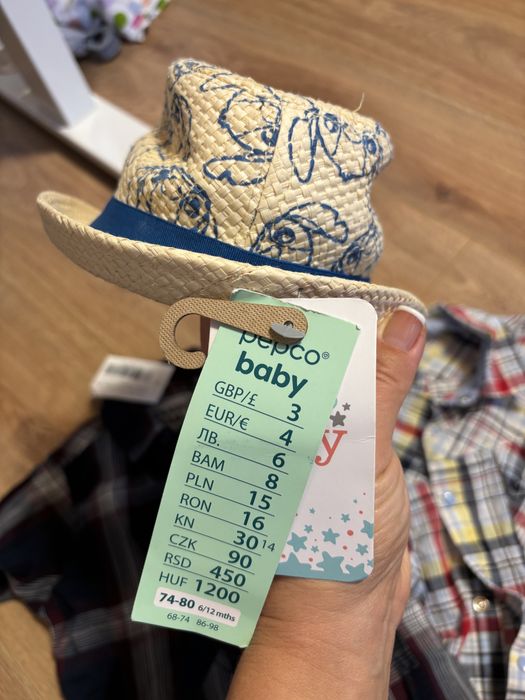 pepco®
baby
GBP/£ 3
EUR/€ 4
ЛВ. 6
BAM 8
PLN 15
RON 16
KN 30 14
CZK 90
RSD 450
HUF 1200
74-80 6/12 mths
68-74 86-98
y